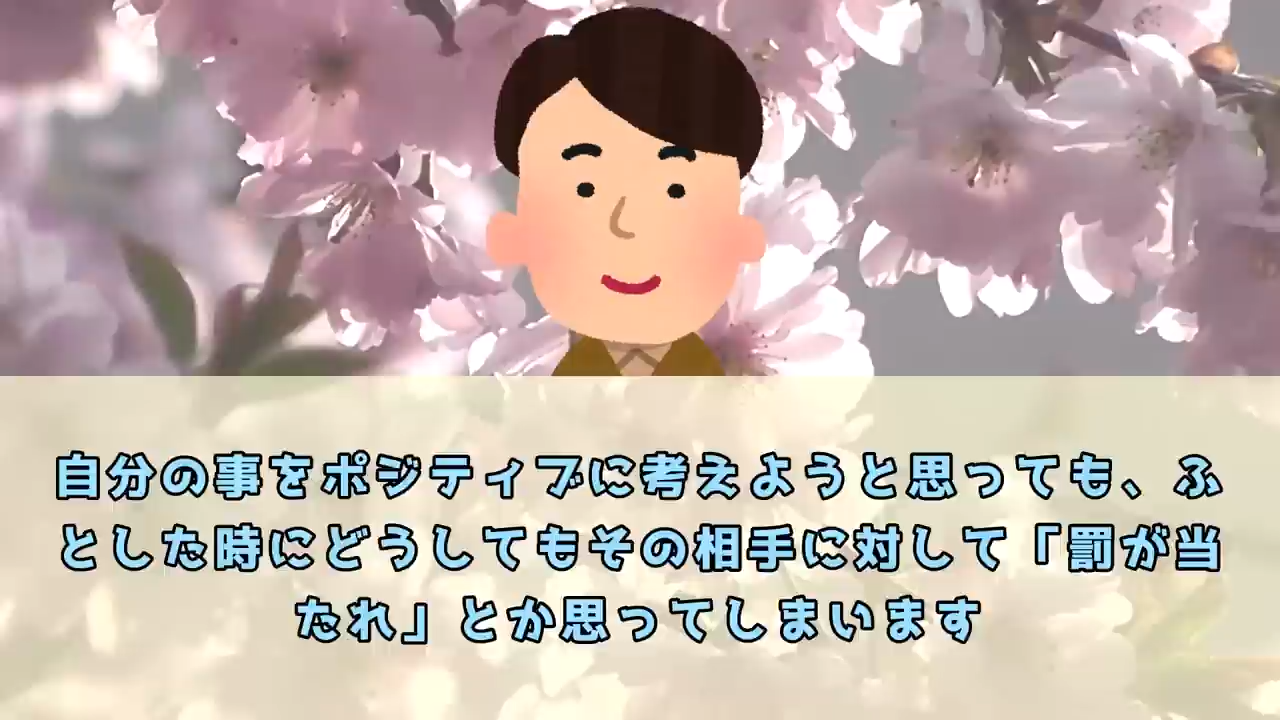 自分の事をポジティブに考えようと思っても、ふ
とした時にどうしてもその相手に対して「罰が当
たれ」とか思ってしまいます